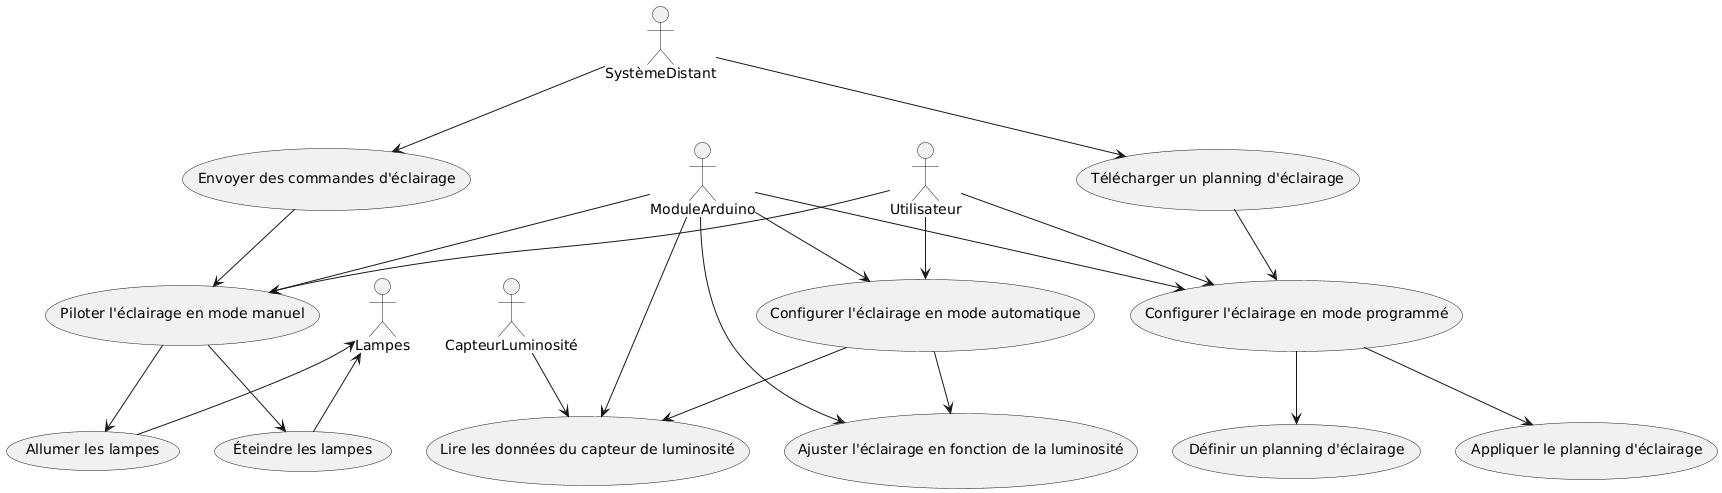 SystèmeDistant
Envoyer des commandes d'éclairage
ModuleArduino
Utilisateur
Télécharger un planning d'éclairage
Piloter l'éclairage en mode manuel
Lampes
CapteurLuminosité
Configurer l'éclairage en mode automatique
Configurer l'éclairage en mode programmé
Allumer les lampes
Éteindre les lampes
Lire les données du capteur de luminosité
Ajuster l'éclairage en fonction de la luminosité
Définir un planning d'éclairage
Appliquer le planning d'éclairage